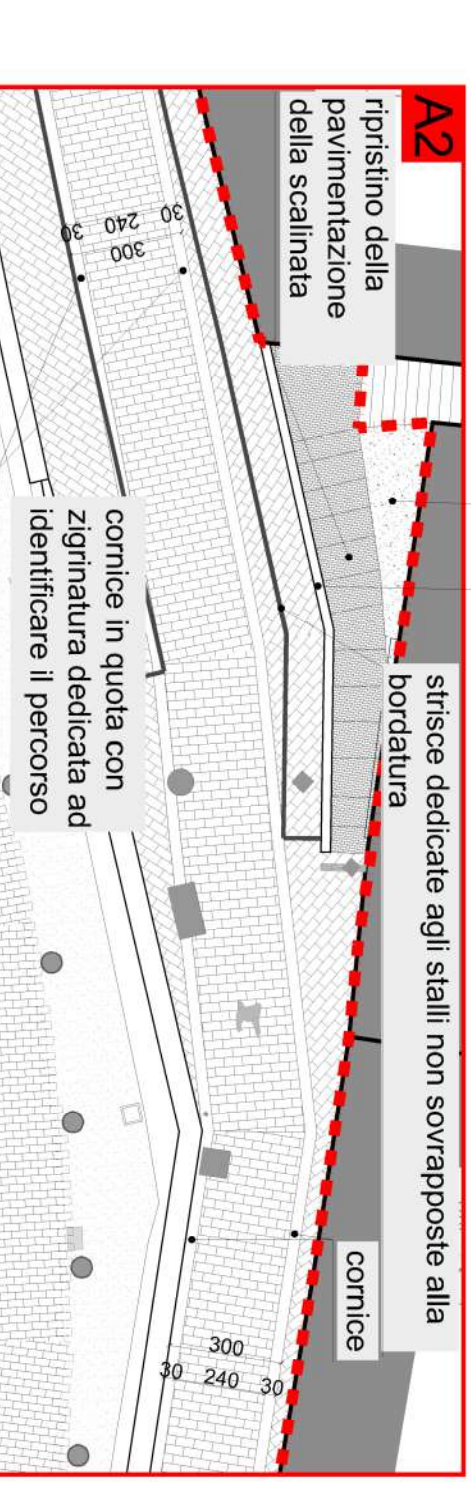 A2
ripristino della
pavimentazione
della scalinata
strisce dedicate agli stalli non sovrapposte alla
bordatura
30
240
30
300
cornice in quota con
zigrinatura dedicata ad
identificare il percorso
cornice
300
30 240 30